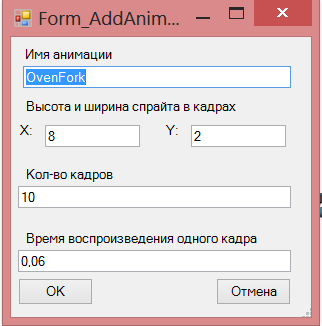 Form_AddAnim...
Имя анимации
OvenFork
Высота и ширина спрайта в кадрах
X: 8 Y: 2
Кол-во кадров
10
Время воспроизведения одного кадра
0,06
OK Отмена